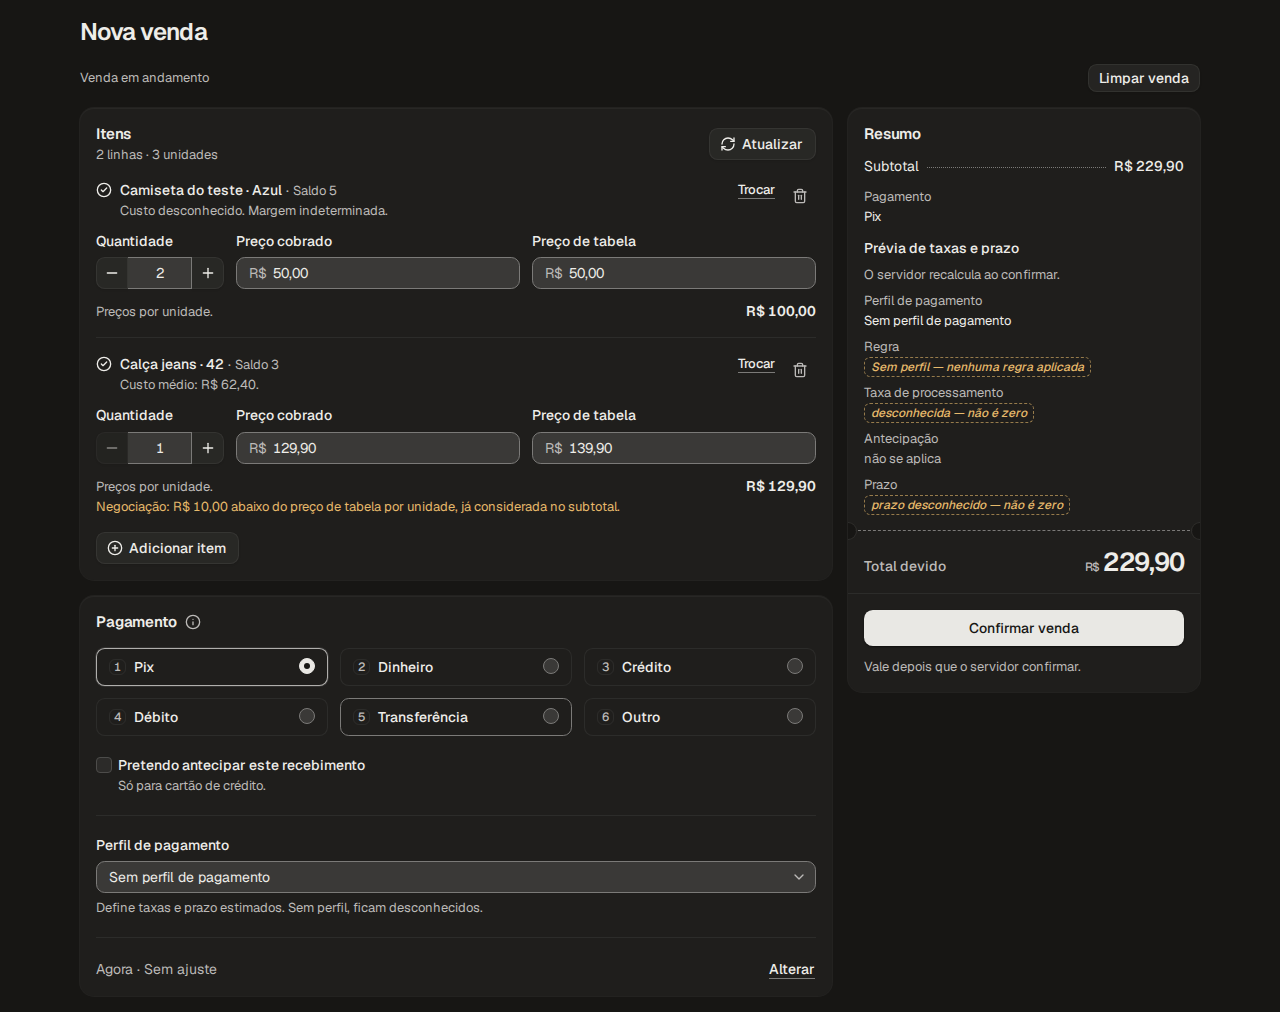 Nova venda
Venda em andamento
Limpar venda
Itens
2 linhas · 3 unidades
Atualizar
Camiseta do teste · Azul · Saldo 5
Trocar
Custo desconhecido. Margem indeterminada.
Quantidade
Preço cobrado
Preço de tabela
2
R$ 50,00
R$ 50,00
Preços por unidade.
R$ 100,00
Calça jeans · 42 · Saldo 3
Trocar
Custo médio: R$ 62,40.
Quantidade
Preço cobrado
Preço de tabela
1
R$ 129,90
R$ 139,90
Preços por unidade.
R$ 129,90
Negociação: R$ 10,00 abaixo do preço de tabela por unidade, já considerada no subtotal.
Adicionar item
Pagamento
1 Pix
2 Dinheiro
3 Crédito
4 Débito
5 Transferência
6 Outro
Pretendo antecipar este recebimento
Só para cartão de crédito.
Perfil de pagamento
Sem perfil de pagamento
Define taxas e prazo estimados. Sem perfil, ficam desconhecidos.
Agora · Sem ajuste
Alterar
Resumo
Subtotal R$ 229,90
Pagamento
Pix
Prévia de taxas e prazo
O servidor recalcula ao confirmar.
Perfil de pagamento
Sem perfil de pagamento
Regra
Sem perfil — nenhuma regra aplicada
Taxa de processamento
desconhecida — não é zero
Antecipação
não se aplica
Prazo
prazo desconhecido — não é zero
Total devido
R$ 229,90
Confirmar venda
Vale depois que o servidor confirmar.